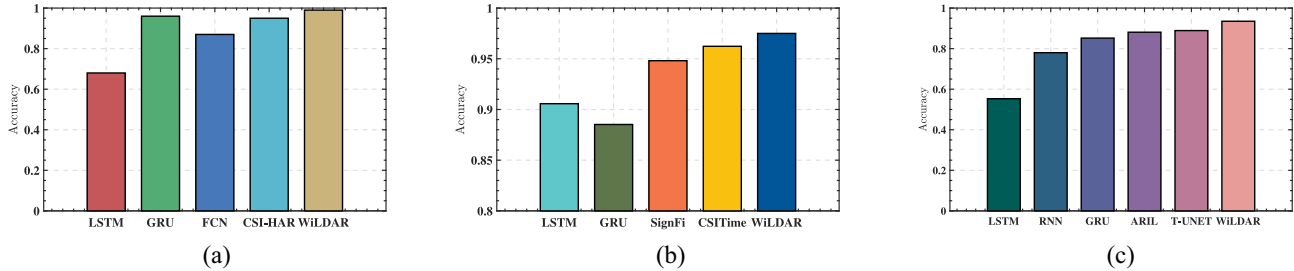 1
0.8
0.6
0.4
0.2
0
Accuracy
LSTM GRU FCN CSI-HAR WiLDAR
(a)
1
0.95
0.9
0.85
0.8
Accuracy
LSTM GRU SignFi CSITime WiLDAR
(b)
1
0.8
0.6
0.4
0.2
0
Accuracy
LSTM RNN GRU ARIL T-UNET WiLDAR
(c)